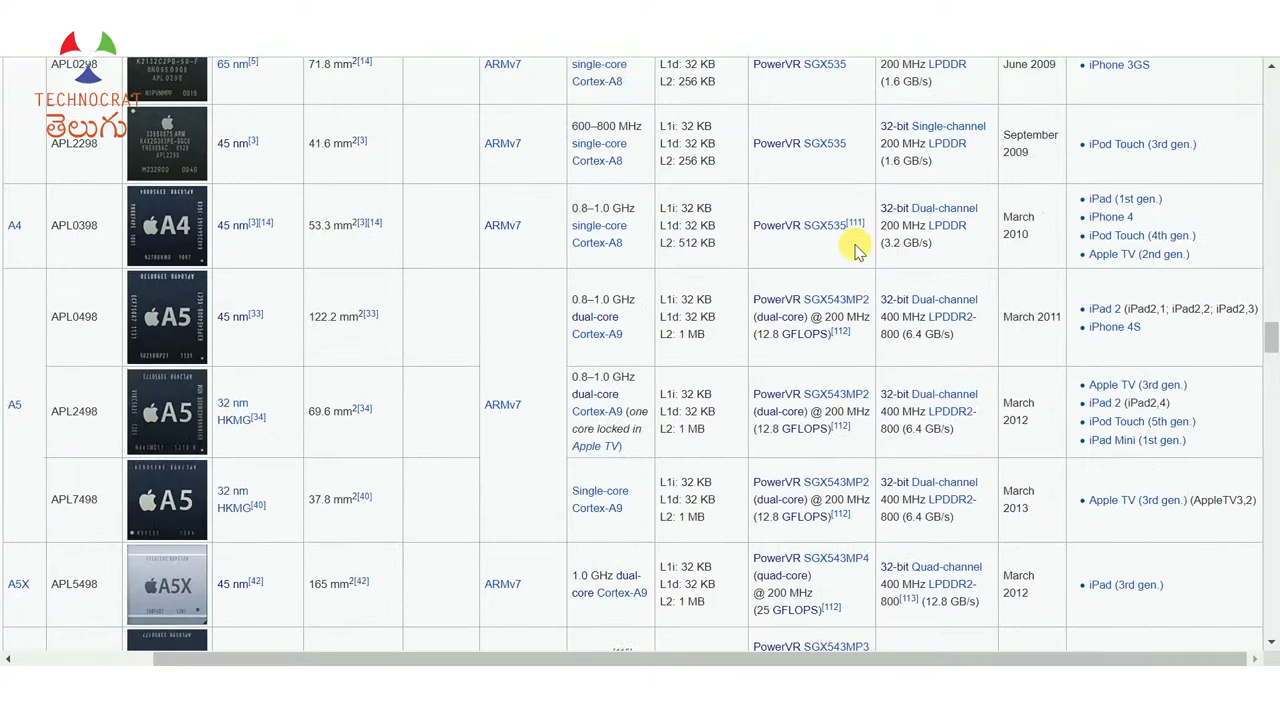 TECHNOCRAT
తెలుగు
APL0298
65 nm[5]
71.8 mm2[14]
ARMv7
single-core
Cortex-A8
L1d: 32 KB
L2: 256 KB
PowerVR SGX535
200 MHz LPDDR
(1.6 GB/s)
June 2009
iPhone 3GS
APL2298
45 nm[3]
41.6 mm2[3]
ARMv7
600–800 MHz
single-core
Cortex-A8
L1i: 32 KB
L1d: 32 KB
L2: 256 KB
PowerVR SGX535
32-bit Single-channel
200 MHz LPDDR
(1.6 GB/s)
September
2009
iPod Touch (3rd gen.)
A4
APL0398
A4
45 nm[3][14]
53.3 mm2[3][14]
ARMv7
0.8–1.0 GHz
single-core
Cortex-A8
L1i: 32 KB
L1d: 32 KB
L2: 512 KB
PowerVR SGX535[111]
32-bit Dual-channel
200 MHz LPDDR
(3.2 GB/s)
March
2010
iPad (1st gen.)
iPhone 4
iPod Touch (4th gen.)
Apple TV (2nd gen.)
A5
APL0498
A5
45 nm[33]
122.2 mm2[33]
ARMv7
0.8–1.0 GHz
dual-core
Cortex-A9
L1i: 32 KB
L1d: 32 KB
L2: 1 MB
PowerVR SGX543MP2
(dual-core) @ 200 MHz
(12.8 GFLOPS)[112]
32-bit Dual-channel
400 MHz LPDDR2-
800 (6.4 GB/s)
March 2011
iPad 2 (iPad2,1; iPad2,2; iPad2,3)
iPhone 4S
APL2498
A5
32 nm
HKMG[34]
69.6 mm2[34]
0.8–1.0 GHz
dual-core
Cortex-A9 (one
core locked in
Apple TV)
L1i: 32 KB
L1d: 32 KB
L2: 1 MB
PowerVR SGX543MP2
(dual-core) @ 200 MHz
(12.8 GFLOPS)[112]
32-bit Dual-channel
400 MHz LPDDR2-
800 (6.4 GB/s)
March
2012
Apple TV (3rd gen.)
iPad 2 (iPad2,4)
iPod Touch (5th gen.)
iPad Mini (1st gen.)
APL7498
A5
32 nm
HKMG[40]
37.8 mm2[40]
Single-core
Cortex-A9
L1i: 32 KB
L1d: 32 KB
L2: 1 MB
PowerVR SGX543MP2
(dual-core) @ 200 MHz
(12.8 GFLOPS)[112]
32-bit Dual-channel
400 MHz LPDDR2-
800 (6.4 GB/s)
March
2013
Apple TV (3rd gen.) (AppleTV3,2)
A5X
APL5498
A5X
45 nm[42]
165 mm2[42]
ARMv7
1.0 GHz dual-
core Cortex-A9
L1i: 32 KB
L1d: 32 KB
L2: 1 MB
PowerVR SGX543MP4
(quad-core)
@ 200 MHz
(25 GFLOPS)[112]
32-bit Quad-channel
400 MHz LPDDR2-
800[113] (12.8 GB/s)
March
2012
iPad (3rd gen.)
PowerVR SGX543MP3